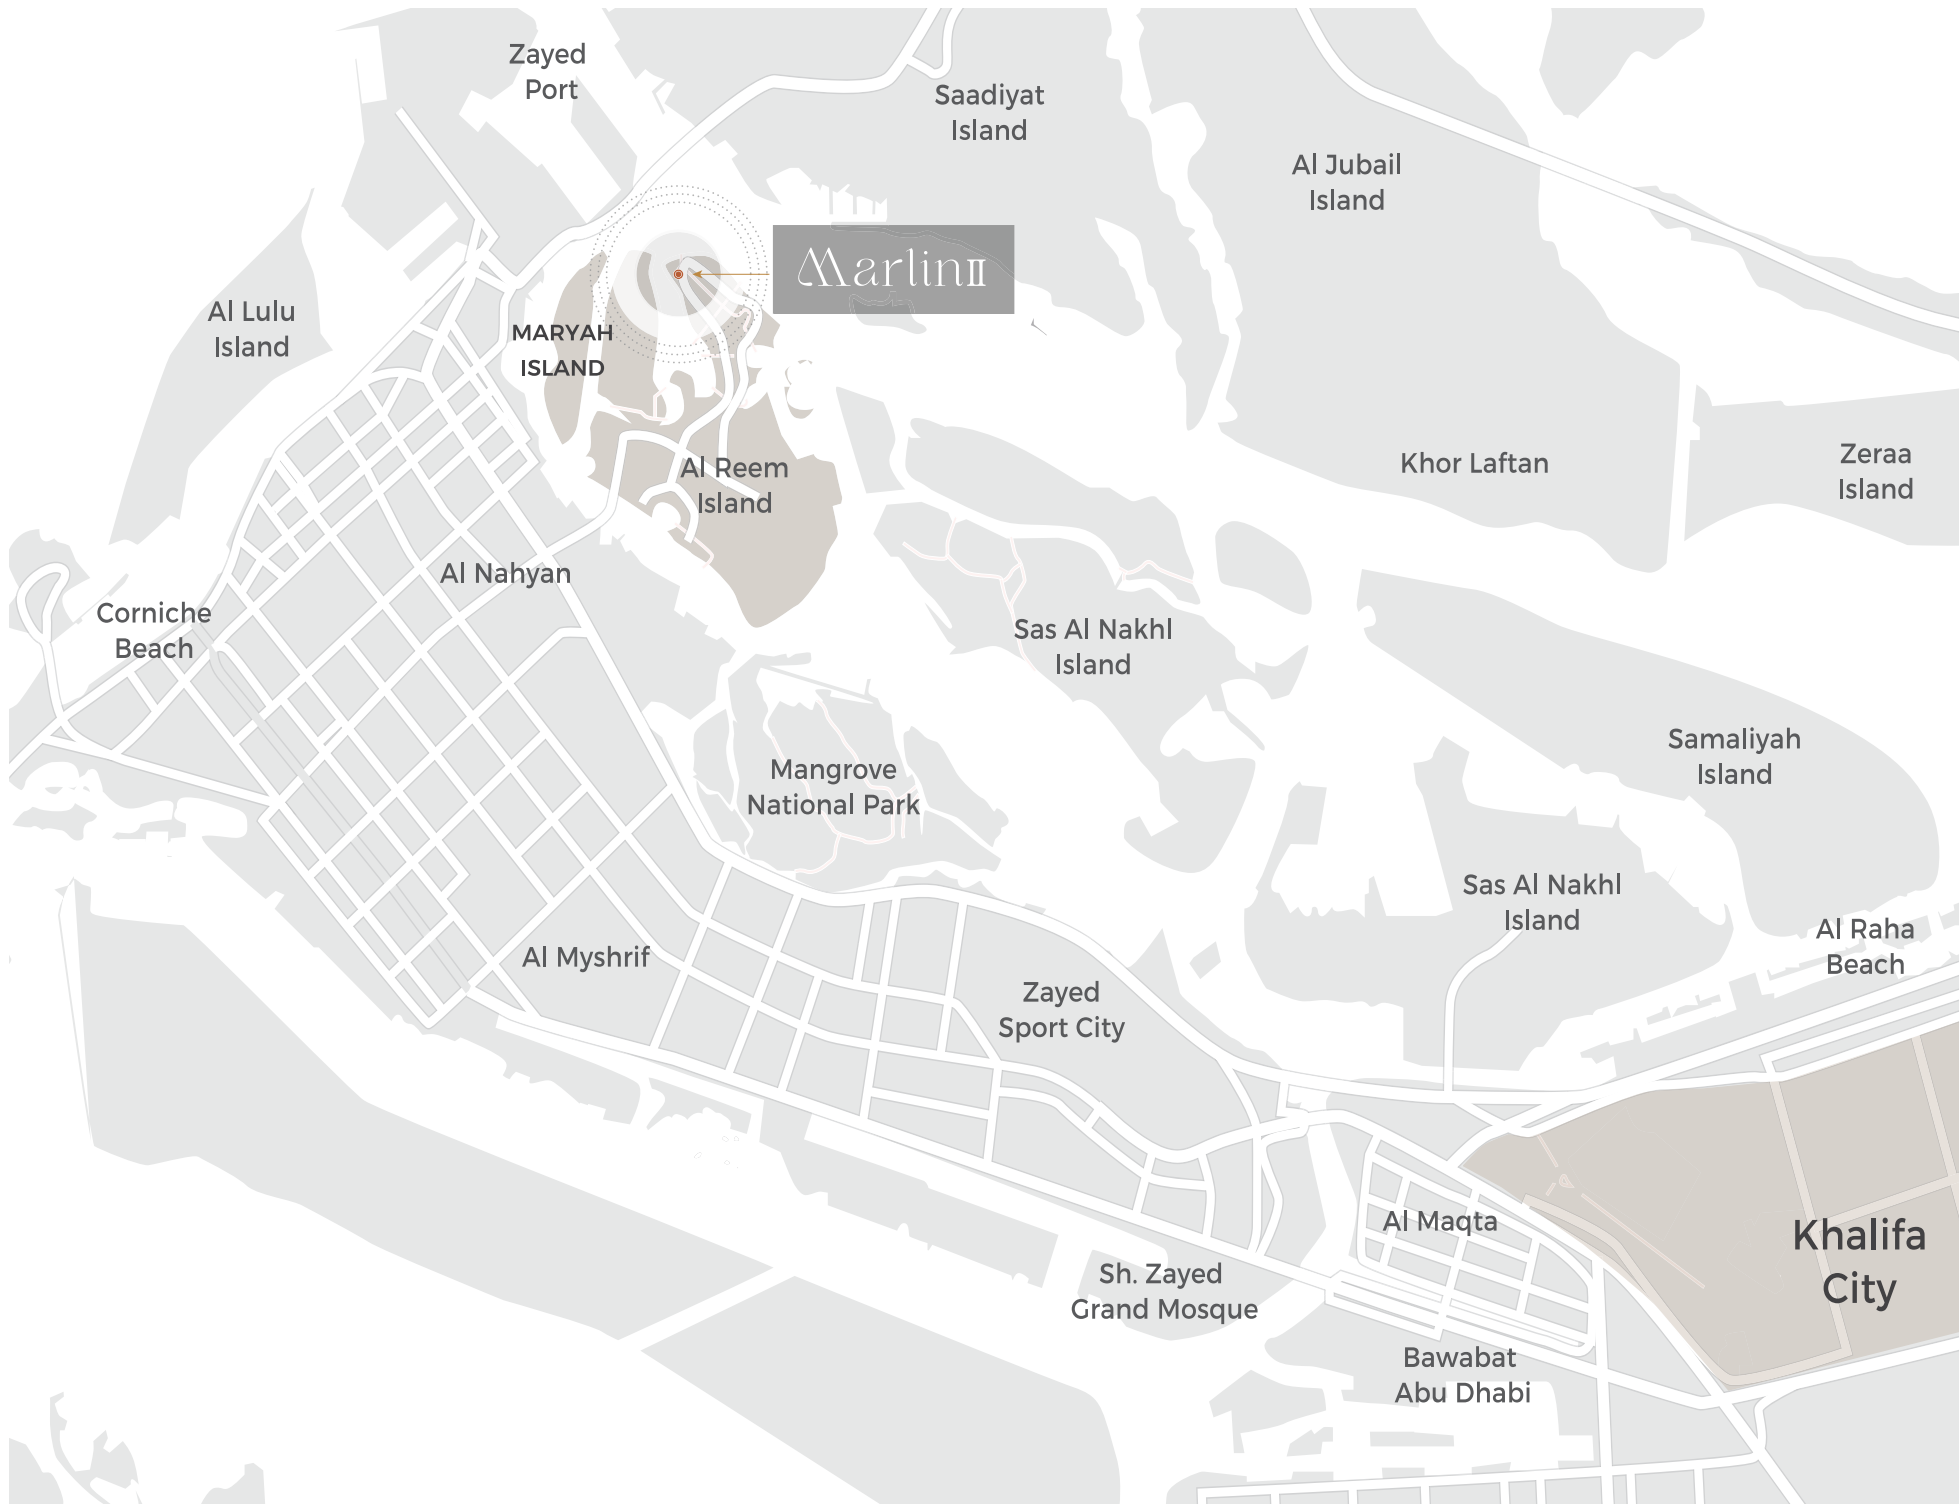 Zayed
Port
Saadiyat
Island
Al Jubail
Island
Marlin II
Al Lulu
Island
MARYAH
ISLAND
Al Reem
Island
Khor Laftan
Zeraa
Island
Al Nahyan
Corniche
Beach
Sas Al Nakhl
Island
Samaliyah
Island
Mangrove
National Park
Sas Al Nakhl
Island
Al Raha
Beach
Al Myshrif
Zayed
Sport City
Al Maqta
Khalifa
City
Sh. Zayed
Grand Mosque
Bawabat
Abu Dhabi